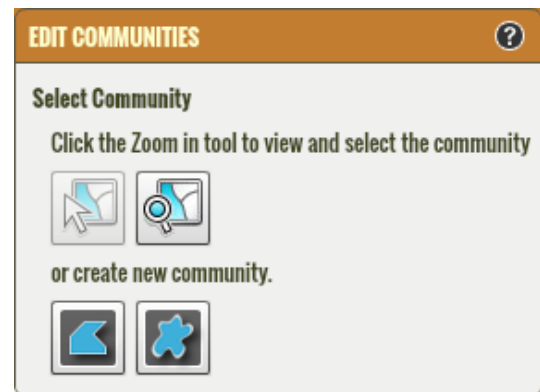 EDIT COMMUNITIES ?
Select Community
Click the Zoom in tool to view and select the community
or create new community.